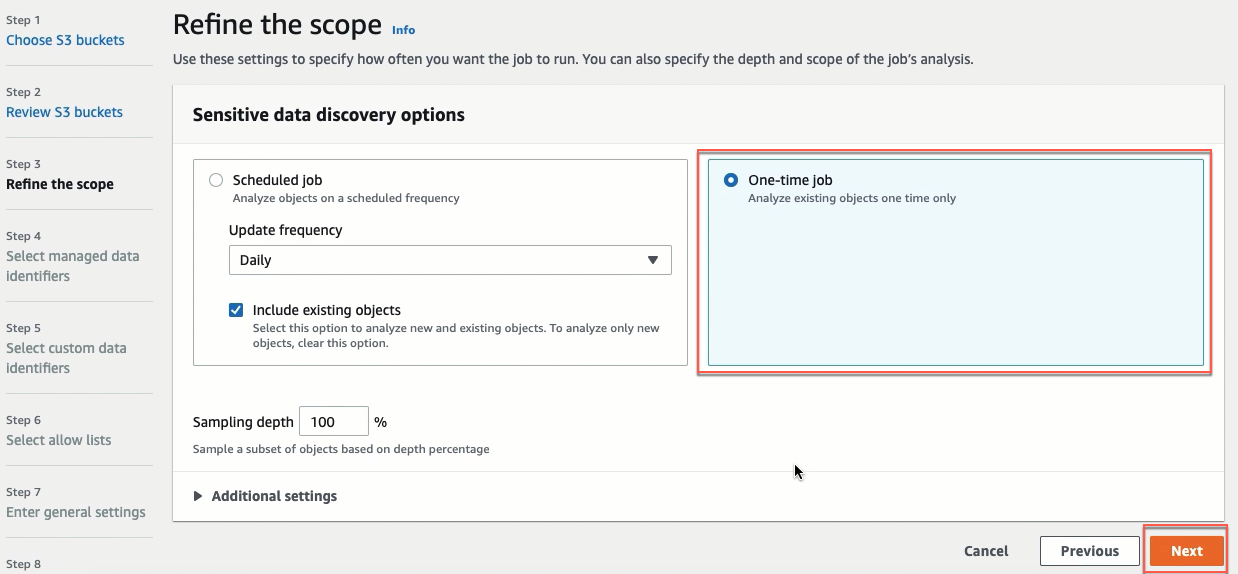 Step 1
Choose S3 buckets
Step 2
Review S3 buckets
Step 3
Refine the scope
Step 4
Select managed data
identifiers
Step 5
Select custom data
identifiers
Step 6
Select allow lists
Step 7
Enter general settings
Step 8
Refine the scope Info
Use these settings to specify how often you want the job to run. You can also specify the depth and scope of the job's analysis.
Sensitive data discovery options
Scheduled job
Analyze objects on a scheduled frequency
Update frequency
Daily
Include existing objects
Select this option to analyze new and existing objects. To analyze only new
objects, clear this option.
One-time job
Analyze existing objects one time only
Sampling depth 100 %
Sample a subset of objects based on depth percentage
Additional settings
Cancel Previous Next